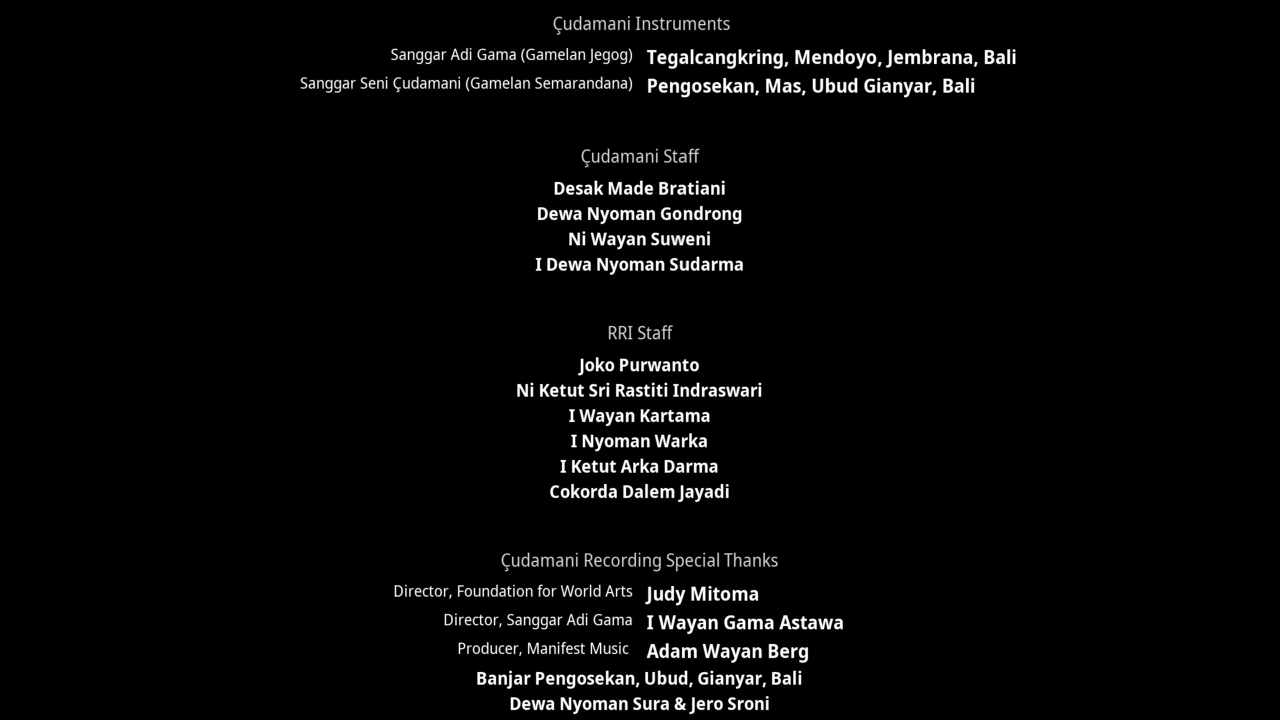 Çudamani Instruments
Sanggar Adi Gama (Gamelan Jegog) Tegalcangkring, Mendoyo, Jembrana, Bali
Sanggar Seni Çudamani (Gamelan Semarandana) Pengosekan, Mas, Ubud Gianyar, Bali
Çudamani Staff
Desak Made Bratiani
Dewa Nyoman Gondrong
Ni Wayan Suweni
I Dewa Nyoman Sudarma
RRI Staff
Joko Purwanto
Ni Ketut Sri Rastiti Indraswari
I Wayan Kartama
I Nyoman Warka
I Ketut Arka Darma
Cokorda Dalem Jayadi
Çudamani Recording Special Thanks
Director, Foundation for World Arts Judy Mitoma
Director, Sanggar Adi Gama I Wayan Gama Astawa
Producer, Manifest Music Adam Wayan Berg
Banjar Pengosekan, Ubud, Gianyar, Bali
Dewa Nyoman Sura & Jero Sroni